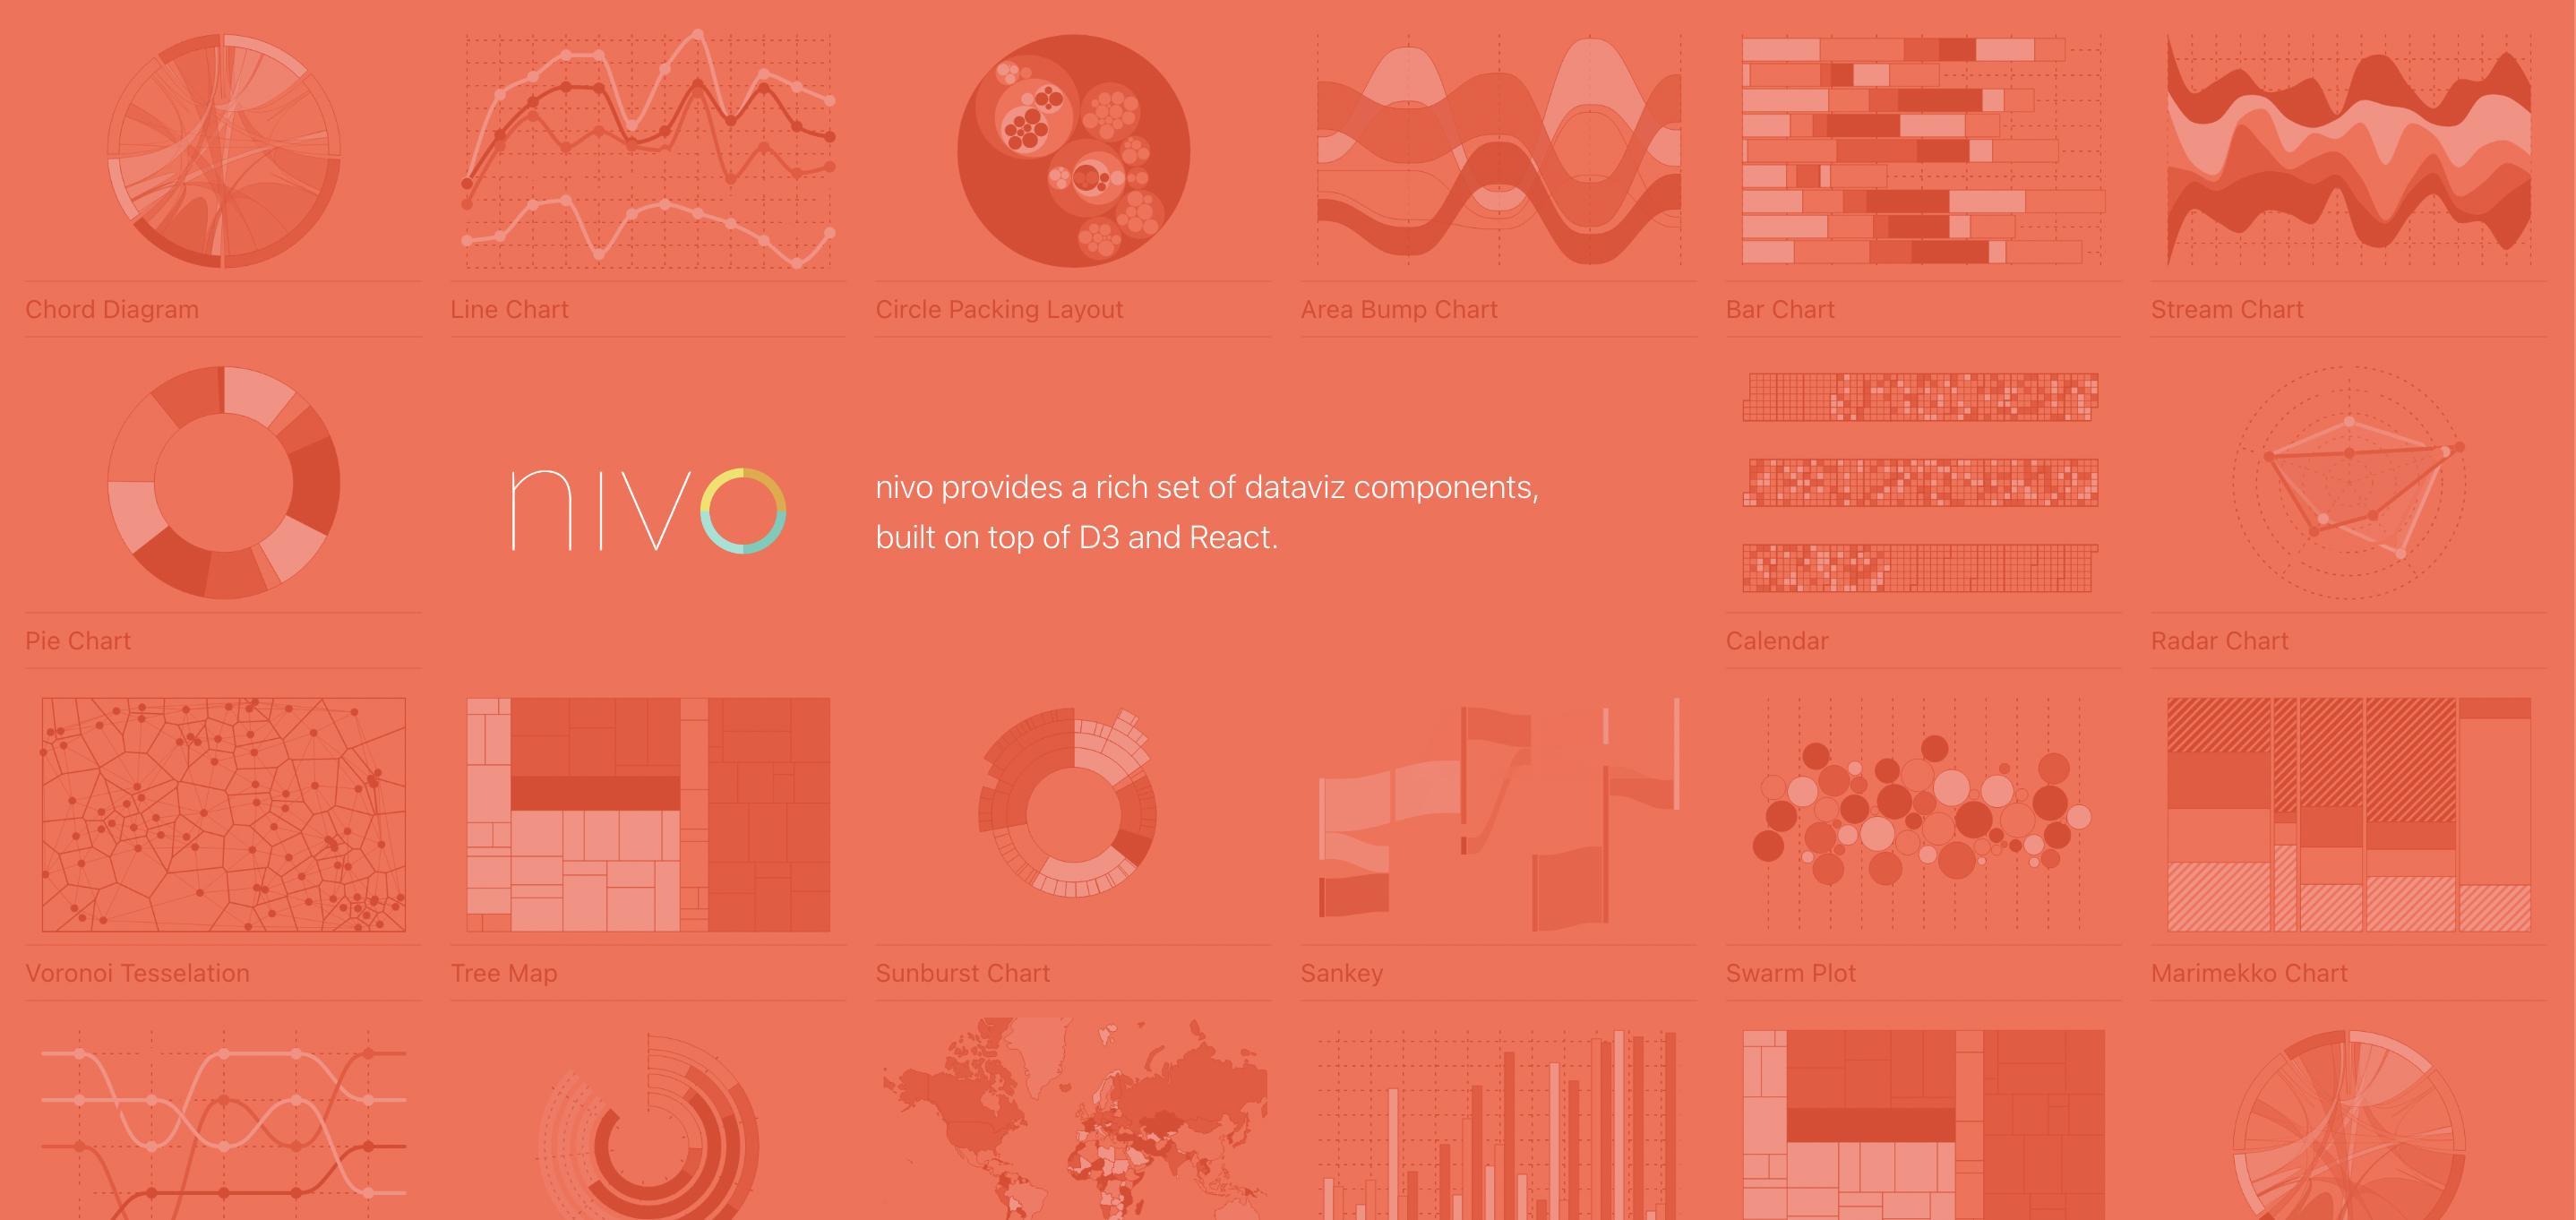 Chord Diagram
Line Chart
Circle Packing Layout
Area Bump Chart
Bar Chart
Stream Chart
nivo
nivo provides a rich set of dataviz components,
built on top of D3 and React.
Pie Chart
Calendar
Radar Chart
Voronoi Tesselation
Tree Map
Sunburst Chart
Sankey
Swarm Plot
Marimekko Chart